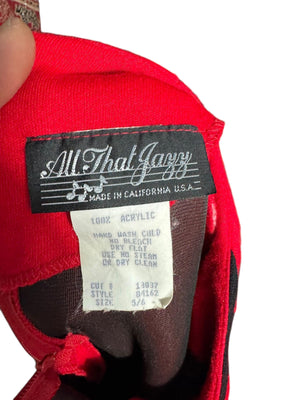 All That Jazz
MADE IN CALIFORNIA U.S.A.
100% ACRYLIC
HAND WASH COLD
NO BLEACH
DRY FLAT
USE NO STEAM
OR DRY CLEAN
CUT # 13937
STYLE 84162
SIZE 5/6